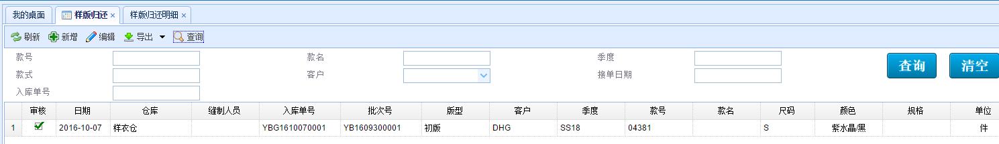 我的桌面 样版归还 样版归还明细
刷新 新增 编辑 导出 查询
款号 款名 季度
款式 客户 接单日期
查询 清空
入库单号
审核 日期 仓库 缝制人员 入库单号 批次号 版型 客户 季度 款号 款名 尺码 颜色 规格 单位
1 2016-10-07 样衣仓 YBG1610070001 YB1609300001 初版 DHG SS18 04381 S 紫水晶/黑 件